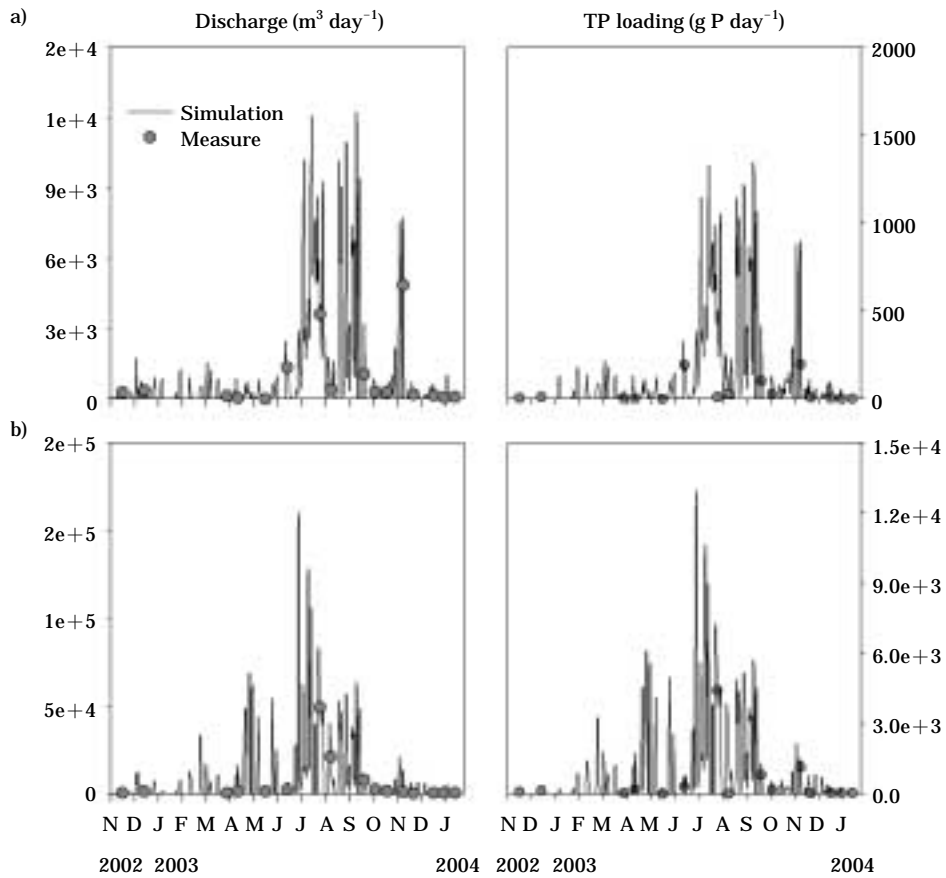 a)
Discharge (m³ day⁻¹)
TP loading (g P day⁻¹)
2e+4
1e+4
9e+3
6e+3
3e+3
0
Simulation
Measure
2000
1500
1000
500
0
b)
2e+5
2e+5
1e+5
5e+4
0
1.5e+4
1.2e+4
9.0e+3
6.0e+3
3.0e+3
0.0
N D J F M A M J J A S O N D J
N D J F M A M J J A S O N D J
2002 2003 2004 2002 2003 2004